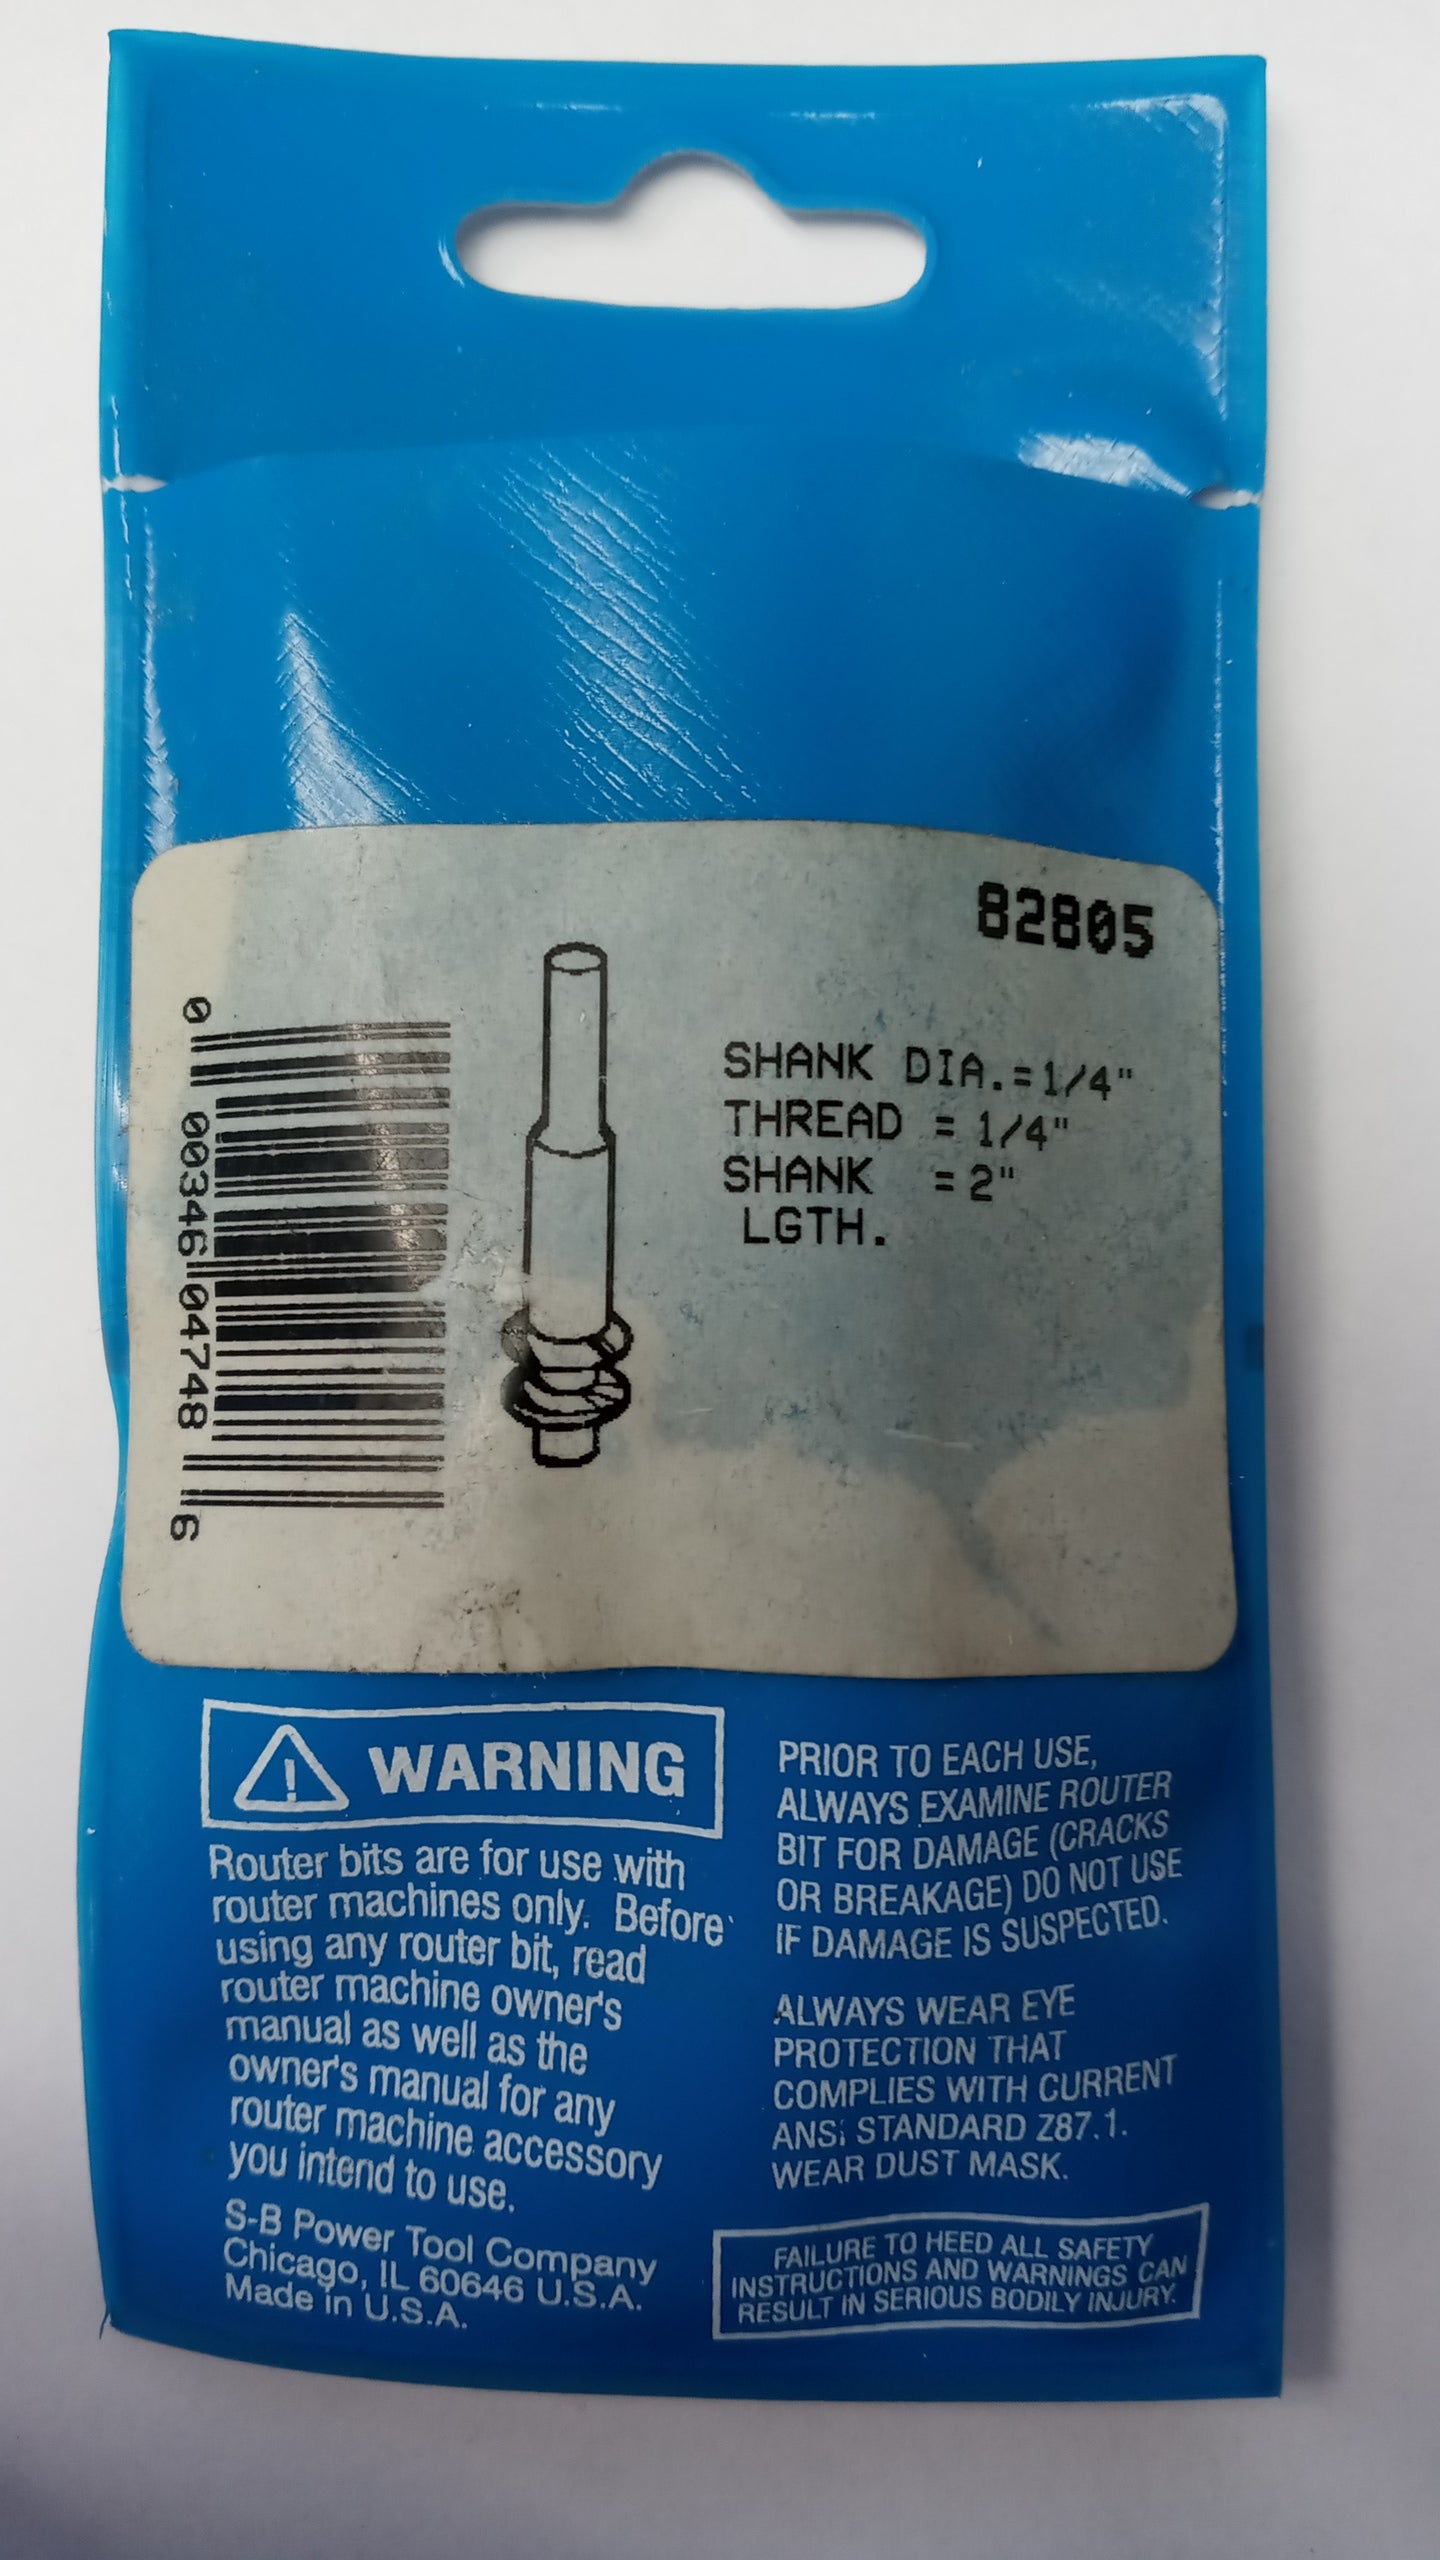 82805
SHANK DIA.=1/4"
THREAD = 1/4"
SHANK = 2"
LGTH.
0 00346 04748 6
WARNING
Router bits are for use with
router machines only. Before
using any router bit, read
router machine owner's
manual as well as the
owner's manual for any
router machine accessory
you intend to use.
S-B Power Tool Company
Chicago, IL 60646 U.S.A.
Made in U.S.A.
PRIOR TO EACH USE,
ALWAYS EXAMINE ROUTER
BIT FOR DAMAGE (CRACKS
OR BREAKAGE) DO NOT USE
IF DAMAGE IS SUSPECTED.
ALWAYS WEAR EYE
PROTECTION THAT
COMPLIES WITH CURRENT
ANSI STANDARD Z87.1.
WEAR DUST MASK.
FAILURE TO HEED ALL SAFETY
INSTRUCTIONS AND WARNINGS CAN
RESULT IN SERIOUS BODILY INJURY.